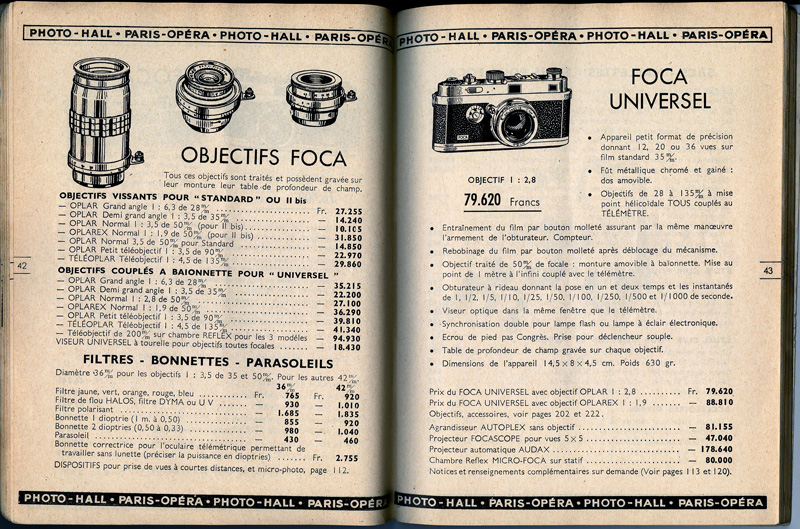 PHOTO-HALL • PARIS-OPÉRA • PHOTO-HALL • PARIS-OPÉRA
OBJECTIFS FOCA
Tous ces objectifs sont traités et possèdent gravée sur
leur monture leur table de profondeur de champ.
OBJECTIFS VISSANTS POUR "STANDARD" OU II bis
— OPLAR Grand angle 1 : 6,3 de 28 m/m .......... Fr. 27.255
— OPLAR Demi grand angle 1 : 3,5 de 35 m/m .......... — 14.240
— OPLAR Normal 1 : 3,5 de 50 m/m (pour II bis) .......... — 10.105
— OPLAREX Normal 1 : 1,9 de 50 m/m (pour II bis) .......... — 31.850
— OPLAR Normal 3,5 de 50 m/m pour Standard .......... — 14.850
— OPLAR Petit téléobjectif 1 : 3,5 de 90 m/m .......... — 22.970
— TÉLÉOPLAR Téléobjectif 1 : 4,5 de 135 m/m .......... — 29.860
OBJECTIFS COUPLÉS A BAIONNETTE POUR "UNIVERSEL"
— OPLAR Grand angle 1 : 6,3 de 28 m/m .......... — 35.215
— OPLAR Demi grand angle 1 : 3,5 de 35 m/m .......... — 22.200
— OPLAR Normal 1 : 2,8 de 50 m/m .......... — 27.100
— OPLAREX Normal 1 : 1,9 de 50 m/m .......... — 36.290
— OPLAR Petit téléobjectif 1 : 3,5 de 90 m/m .......... — 39.810
— TÉLÉOPLAR Téléobjectif 1 : 4,5 de 135 m/m .......... — 41.340
— Téléobjectif de 200 m/m sur chambre REFLEX pour les 3 modèles — 94.930
VISEUR UNIVERSEL à tourelle pour objectifs toutes focales .......... — 18.430
42
FILTRES - BONNETTES - PARASOLEILS
Diamètre 36 m/m pour les objectifs 1 : 3,5 de 35 et 50 m/m. Pour les autres 42 m/m.
36 m/m 42 m/m
Filtre jaune, vert, orange, rouge, bleu .......... Fr. 765 Fr. 920
Filtre de flou HALOS, filtre DYMA ou U V .......... — 930 — 1.010
Filtre polarisant .......... — 1.685 — 1.835
Bonnette 1 dioptrie (1 m. à 0,50) .......... — 855 — 920
Bonnette 2 dioptries (0,50 à 0,33) .......... — 980 — 1.040
Parasoleil .......... — 430 — 460
Bonnette correctrice pour l'oculaire télémétrique permettant de
travailler sans lunette (préciser la puissance en dioptries) .......... Fr. 2.755
DISPOSITIFS pour prise de vues à courtes distances, et micro-photo, page 112.
PHOTO-HALL • PARIS-OPÉRA • PHOTO-HALL • PARIS-OPÉRA
PHOTO-HALL • PARIS-OPÉRA • PHOTO-HALL • PARIS-OPÉRA
FOCA
UNIVERSEL
FOCA
OBJECTIF 1 : 2,8
79.620 Francs
• Appareil petit format de précision
donnant 12, 20 ou 36 vues sur
film standard 35 m/m.
• Fût métallique chromé et gainé :
dos amovible.
• Objectifs de 28 à 135 m/m à mise
point hélicoïdale TOUS couplés au
TÉLÉMÈTRE.
• Entraînement du film par bouton molleté assurant par la même manœuvre
l'armement de l'obturateur. Compteur.
• Rebobinage du film par bouton molleté après déblocage du mécanisme.
• Objectif traité de 50 m/m de focale : monture amovible à baïonnette. Mise au
point de 1 mètre à l'infini couplé avec le télémètre.
• Obturateur à rideau donnant la pose en un et deux temps et les instantanés
de 1, 1/2, 1/5, 1/10, 1/25, 1/50, 1/100, 1/250, 1/500 et 1/1000 de seconde.
• Viseur optique dans la même fenêtre que le télémètre.
• Synchronisation double pour lampe flash ou lampe à éclair électronique.
• Ecrou de pied pas Congrès. Prise pour déclencheur souple.
• Table de profondeur de champ gravée sur chaque objectif.
• Dimensions de l'appareil 14,5 × 8 × 4,5 cm. Poids 630 gr.
43
Prix du FOCA UNIVERSEL avec objectif OPLAR 1 : 2,8 .......... Fr. 79.620
Prix du FOCA UNIVERSEL avec objectif OPLAREX 1 : 1,9 .......... — 88.810
Objectifs, accessoires, voir pages 202 et 222.
Agrandisseur AUTOPLEX sans objectif .......... — 81.155
Projecteur FOCASCOPE pour vues 5 × 5 .......... — 47.040
Projecteur automatique AUDAX .......... — 178.640
Chambre Reflex MICRO-FOCA sur statif .......... — 80.000
Notices et renseignements complémentaires sur demande (Voir pages 113 et 120).
PHOTO-HALL • PARIS-OPÉRA • PHOTO-HALL • PARIS-OPÉRA